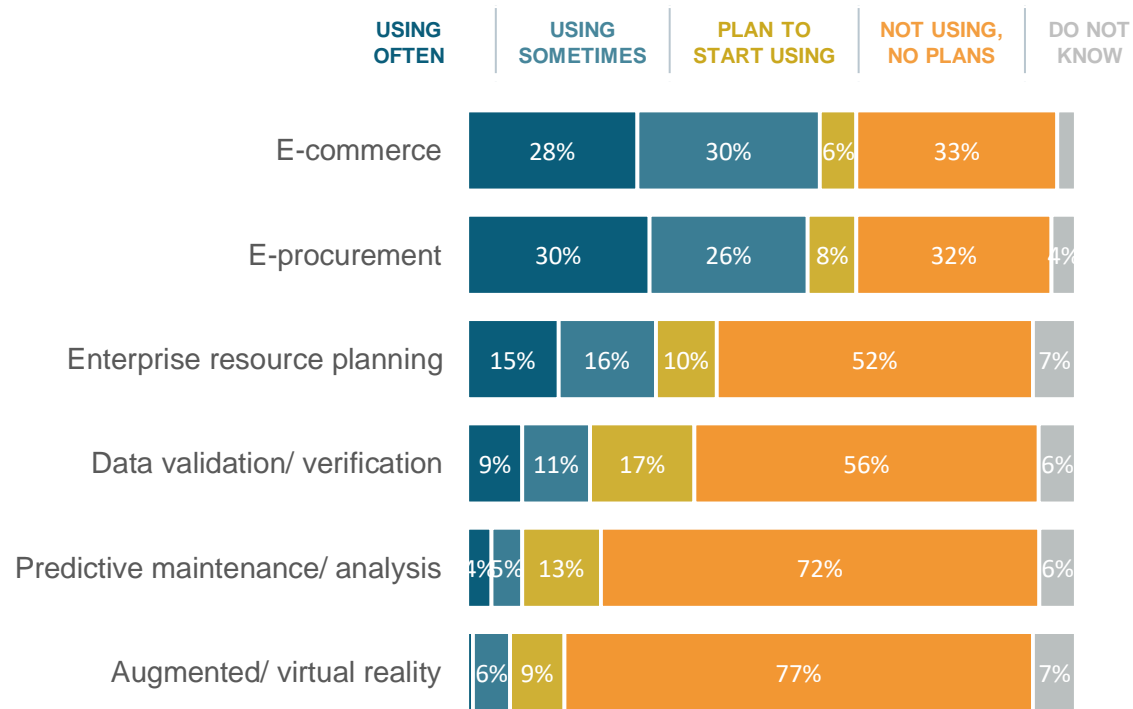 USING OFTEN
USING SOMETIMES
PLAN TO START USING
NOT USING, NO PLANS
DO NOT KNOW
E-commerce
28% 30% 6% 33%
E-procurement
30% 26% 8% 32% 4%
Enterprise resource planning
15% 16% 10% 52% 7%
Data validation/ verification
9% 11% 17% 56% 6%
Predictive maintenance/ analysis
4% 5% 13% 72% 6%
Augmented/ virtual reality
6% 9% 77% 7%